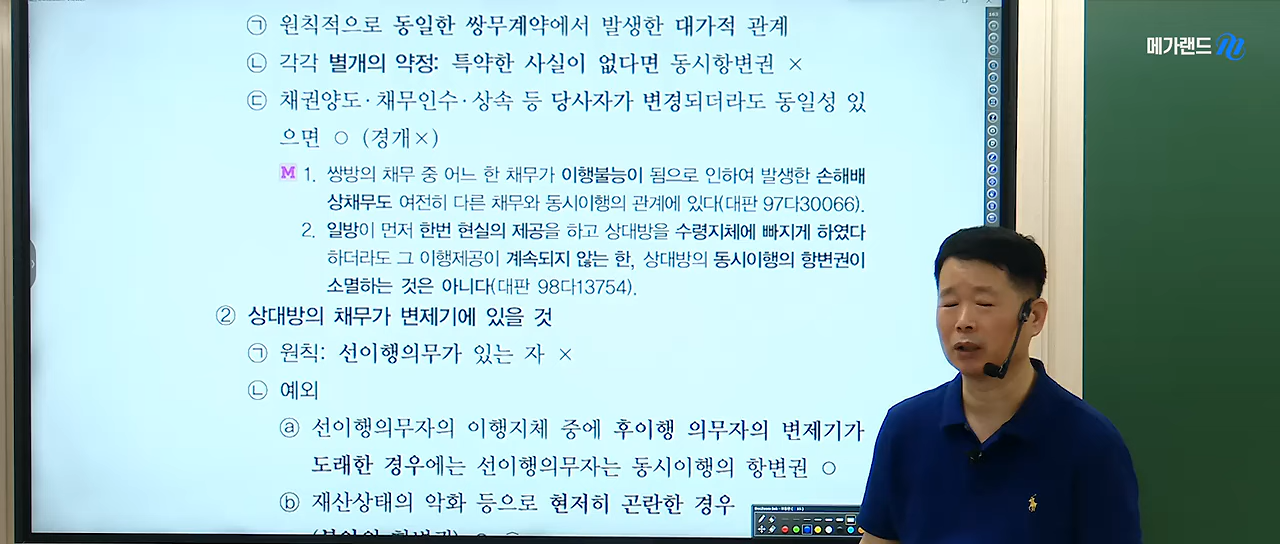 ㉠ 원칙적으로 동일한 쌍무계약에서 발생한 대가적 관계
㉡ 각각 별개의 약정: 특약한 사실이 없다면 동시항변권 ×
㉢ 채권양도·채무인수·상속 등 당사자가 변경되더라도 동일성 있
으면 ○ (경개×)
M 1. 쌍방의 채무 중 어느 한 채무가 이행불능이 됨으로 인하여 발생한 손해배
상채무도 여전히 다른 채무와 동시이행의 관계에 있다(대판 97다30066).
2. 일방이 먼저 한번 현실의 제공을 하고 상대방을 수령지체에 빠지게 하였다
하더라도 그 이행제공이 계속되지 않는 한, 상대방의 동시이행의 항변권이
소멸하는 것은 아니다(대판 98다13754).
② 상대방의 채무가 변제기에 있을 것
㉠ 원칙: 선이행의무가 있는 자 ×
㉡ 예외
ⓐ 선이행의무자의 이행지체 중에 후이행 의무자의 변제기가
도래한 경우에는 선이행의무자는 동시이행의 항변권 ○
ⓑ 재산상태의 악화 등으로 현저히 곤란한 경우
메가랜드 m